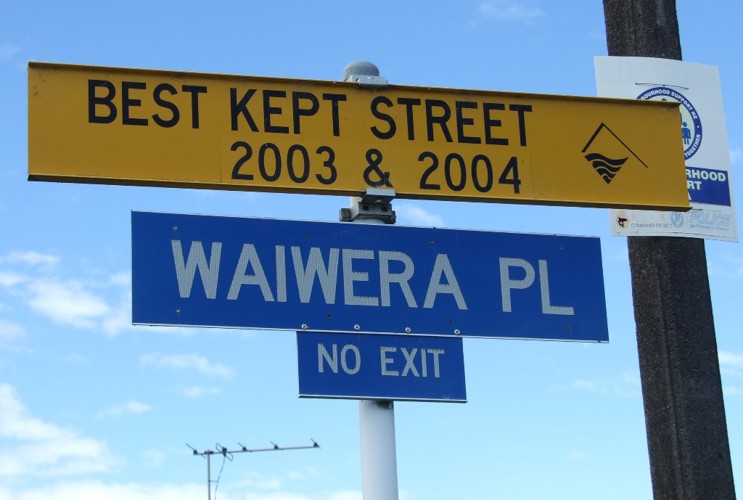 BEST KEPT STREET
2003 & 2004
WAIWERA PL
NO EXIT